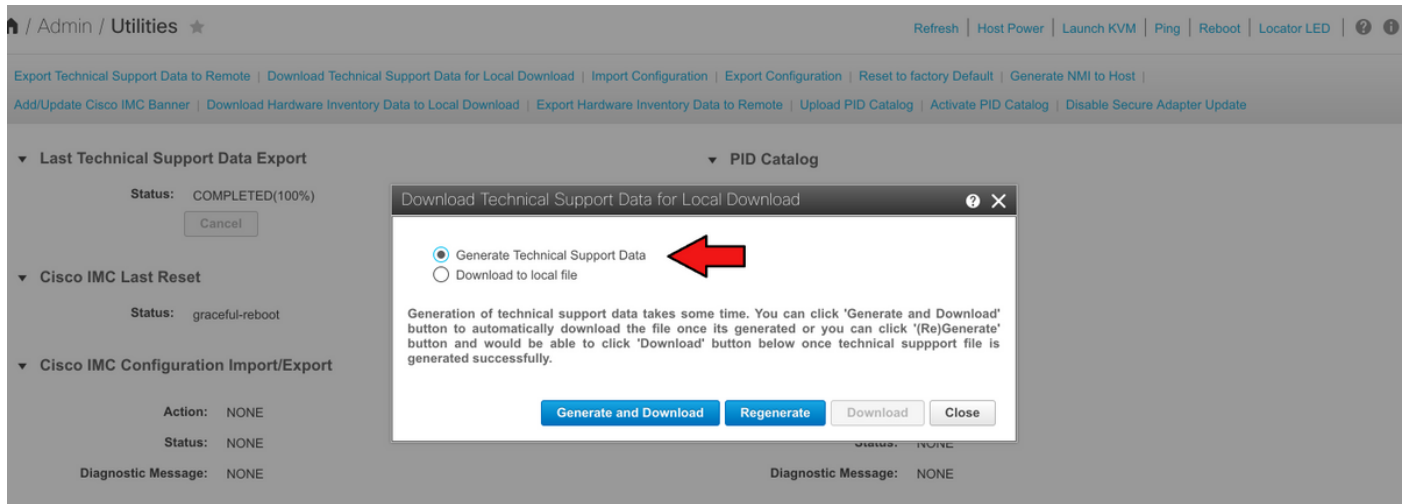 / Admin / Utilities
Refresh | Host Power | Launch KVM | Ping | Reboot | Locator LED |
Export Technical Support Data to Remote | Download Technical Support Data for Local Download | Import Configuration | Export Configuration | Reset to factory Default | Generate NMI to Host |
Add/Update Cisco IMC Banner | Download Hardware Inventory Data to Local Download | Export Hardware Inventory Data to Remote | Upload PID Catalog | Activate PID Catalog | Disable Secure Adapter Update
Last Technical Support Data Export
Status: COMPLETED(100%)
Cancel
Cisco IMC Last Reset
Status: graceful-reboot
Cisco IMC Configuration Import/Export
Action: NONE
Status: NONE
Diagnostic Message: NONE
PID Catalog
Download Technical Support Data for Local Download
Generate Technical Support Data
Download to local file
Generation of technical support data takes some time. You can click 'Generate and Download'
button to automatically download the file once its generated or you can click '(Re)Generate'
button and would be able to click 'Download' button below once technical suppport file is
generated successfully.
Generate and Download Regenerate Download Close
Status: NONE
Diagnostic Message: NONE